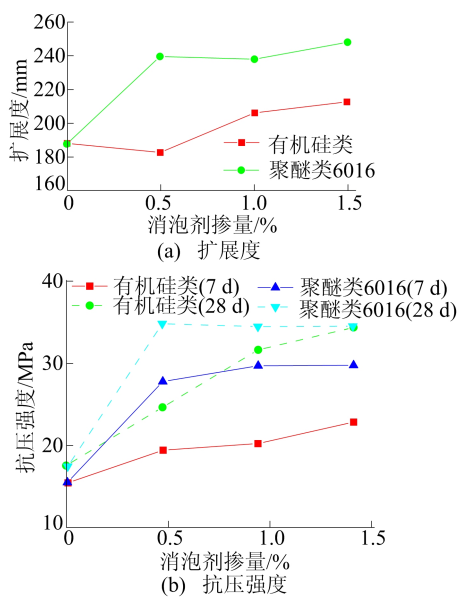 260
240
220
200
180
160
扩展度/mm
有机硅类
聚醚类6016
0
0.5
1.0
1.5
消泡剂掺量/%
(a) 扩展度
40
30
20
10
抗压强度/MPa
有机硅类(7 d)
有机硅类(28 d)
聚醚类6016(7 d)
聚醚类6016(28 d)
0
0.5
1.0
1.5
消泡剂掺量/%
(b) 抗压强度